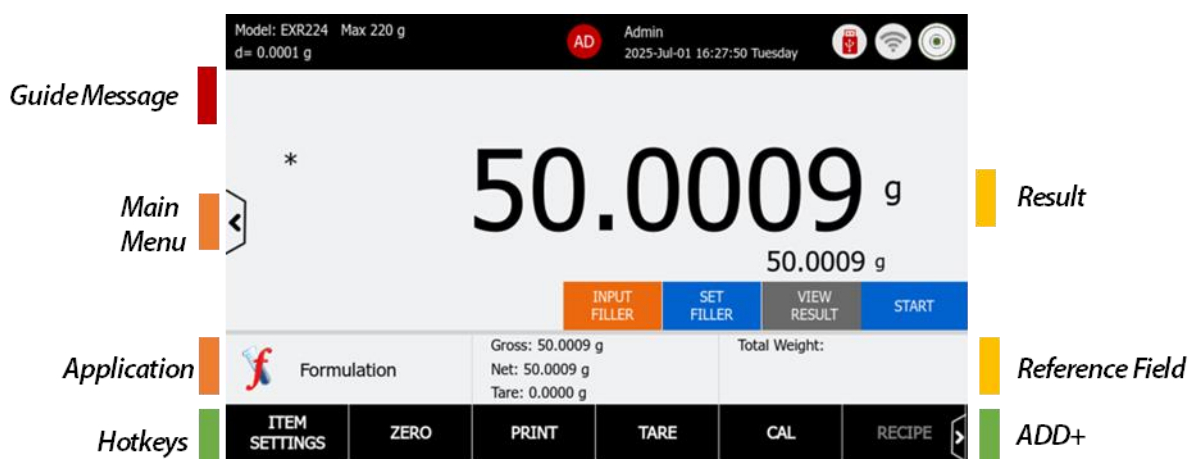 Model: EXR224 Max 220 g
d= 0.0001 g
AD
Admin
2025-Jul-01 16:27:50 Tuesday
Guide Message
*
50.0009 g
50.0009 g
Main
Menu
Result
INPUT
FILLER
SET
FILLER
VIEW
RESULT
START
Application
f
Formulation
Gross: 50.0009 g
Net: 50.0009 g
Tare: 0.0000 g
Total Weight:
Reference Field
Hotkeys
ITEM
SETTINGS
ZERO
PRINT
TARE
CAL
RECIPE
ADD+